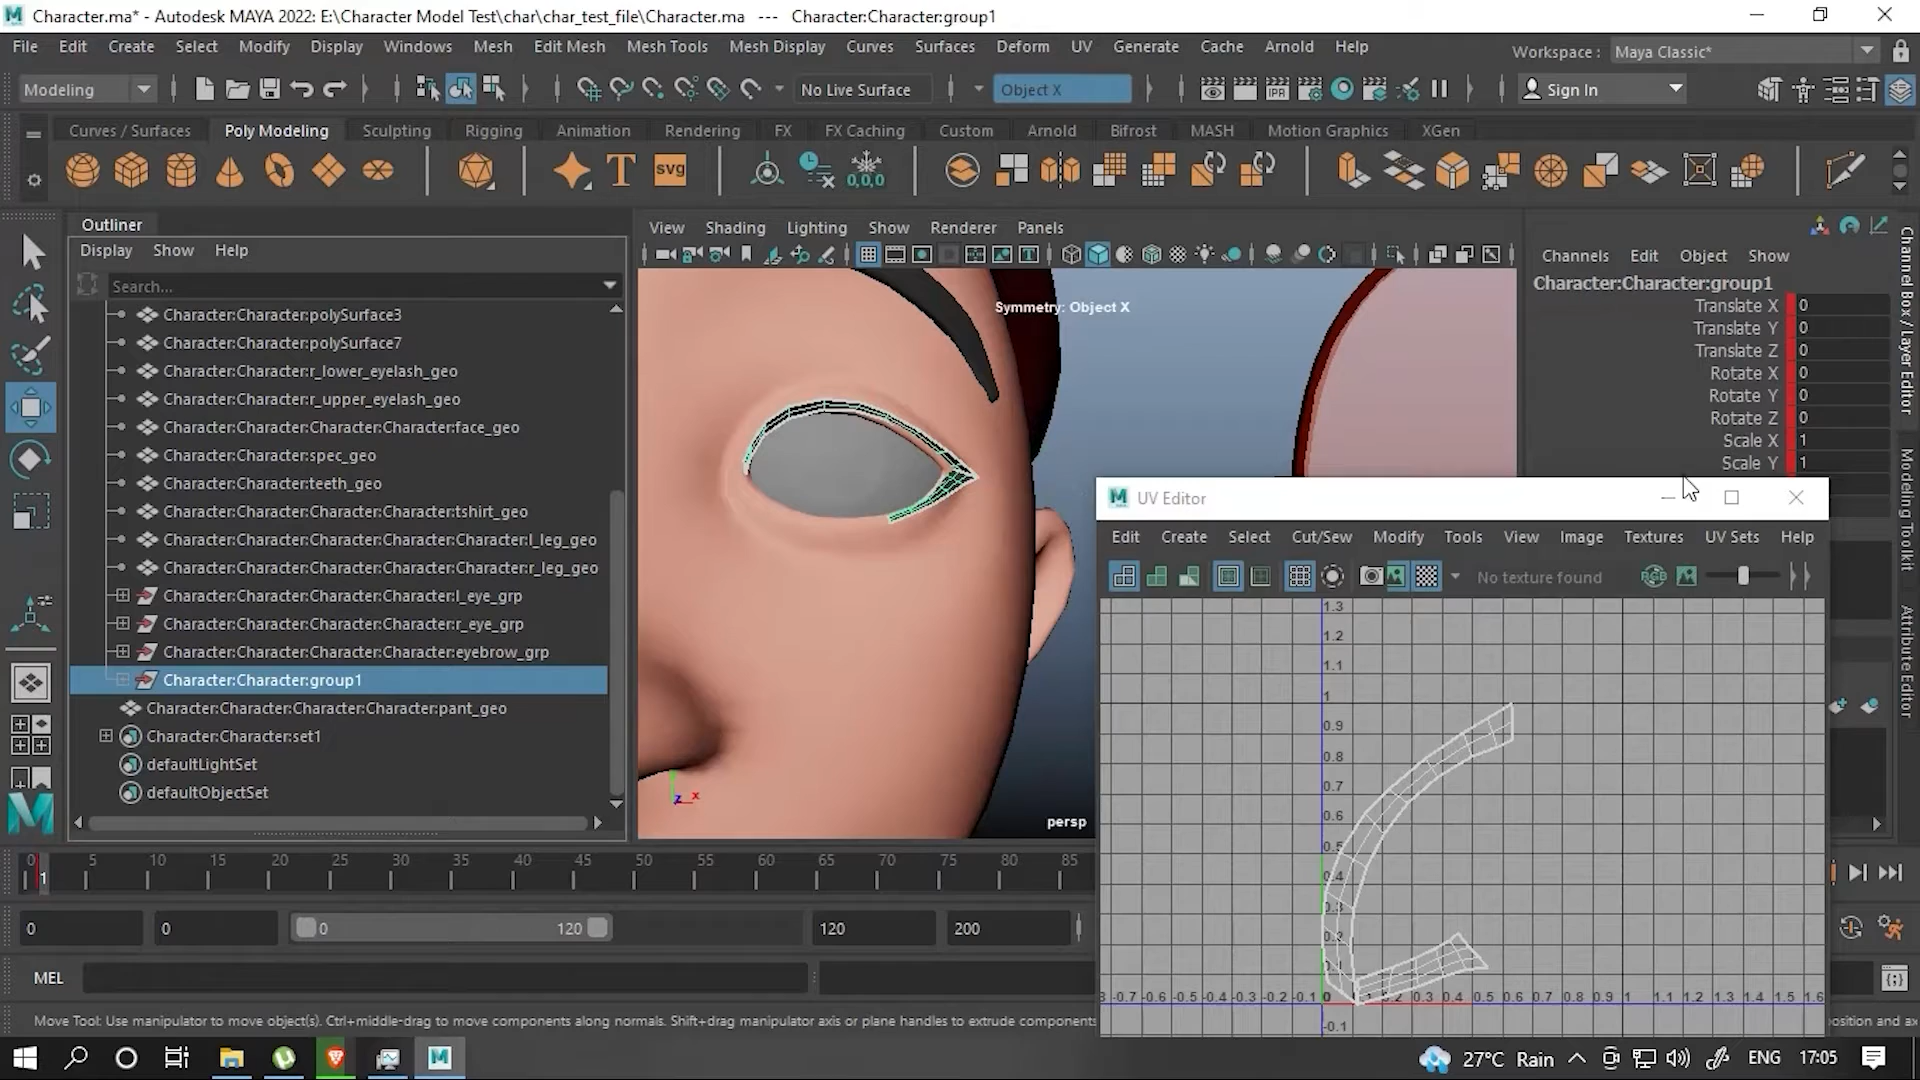 Character.ma* - Autodesk MAYA 2022: E:\Character Model Test\char\char_test_file\Character.ma   ---   Character:Character:group1
File Edit Create Select Modify Display Windows Mesh Edit Mesh Mesh Tools Mesh Display Curves Surfaces Deform UV Generate Cache Arnold Help
Workspace : Maya Classic*
Modeling
No Live Surface
Object X
IPR
Sign In
Curves / Surfaces Poly Modeling Sculpting Rigging Animation Rendering FX FX Caching Custom Arnold Bifrost MASH Motion Graphics XGen
T
SVG
0,0,0
Outliner
Display Show Help
Search...
Character:Character:polySurface3
Character:Character:polySurface7
Character:Character:r_lower_eyelash_geo
Character:Character:r_upper_eyelash_geo
Character:Character:Character:Character:face_geo
Character:Character:spec_geo
Character:Character:teeth_geo
Character:Character:Character:Character:tshirt_geo
Character:Character:Character:Character:Character:l_leg_geo
Character:Character:Character:Character:Character:r_leg_geo
Character:Character:Character:Character:l_eye_grp
Character:Character:Character:Character:r_eye_grp
Character:Character:Character:Character:eyebrow_grp
Character:Character:group1
Character:Character:Character:Character:pant_geo
Character:Character:set1
defaultLightSet
defaultObjectSet
View Shading Lighting Show Renderer Panels
Symmetry: Object X
z x
persp
Channels Edit Object Show
Character:Character:group1
Translate X 0
Translate Y 0
Translate Z 0
Rotate X 0
Rotate Y 0
Rotate Z 0
Scale X 1
Scale Y 1
Channel Box / Layer Editor
Modeling Toolkit
Attribute Editor
UV Editor
Edit Create Select Cut/Sew Modify Tools View Image Textures UV Sets Help
No texture found
RGB
1.3
1.2
1.1
1
0.9
0.8
0.7
0.6
0.5
0.4
0.3
0.2
0.1
-0.7 -0.6 -0.5 -0.4 -0.3 -0.2 -0.1 0 0.2 0.3 0.4 0.5 0.6 0.7 0.8 0.9 1 1.1 1.2 1.3 1.4 1.5 1.6
-0.1
0 5 10 15 20 25 30 35 40 45 50 55 60 65 70 75 80 85
1
0 0 0 120 120 200
MEL
Move Tool: Use manipulator to move object(s). Ctrl+middle-drag to move components along normals. Shift+drag manipulator axis or plane handles to extrude components
27°C Rain ENG 17:05